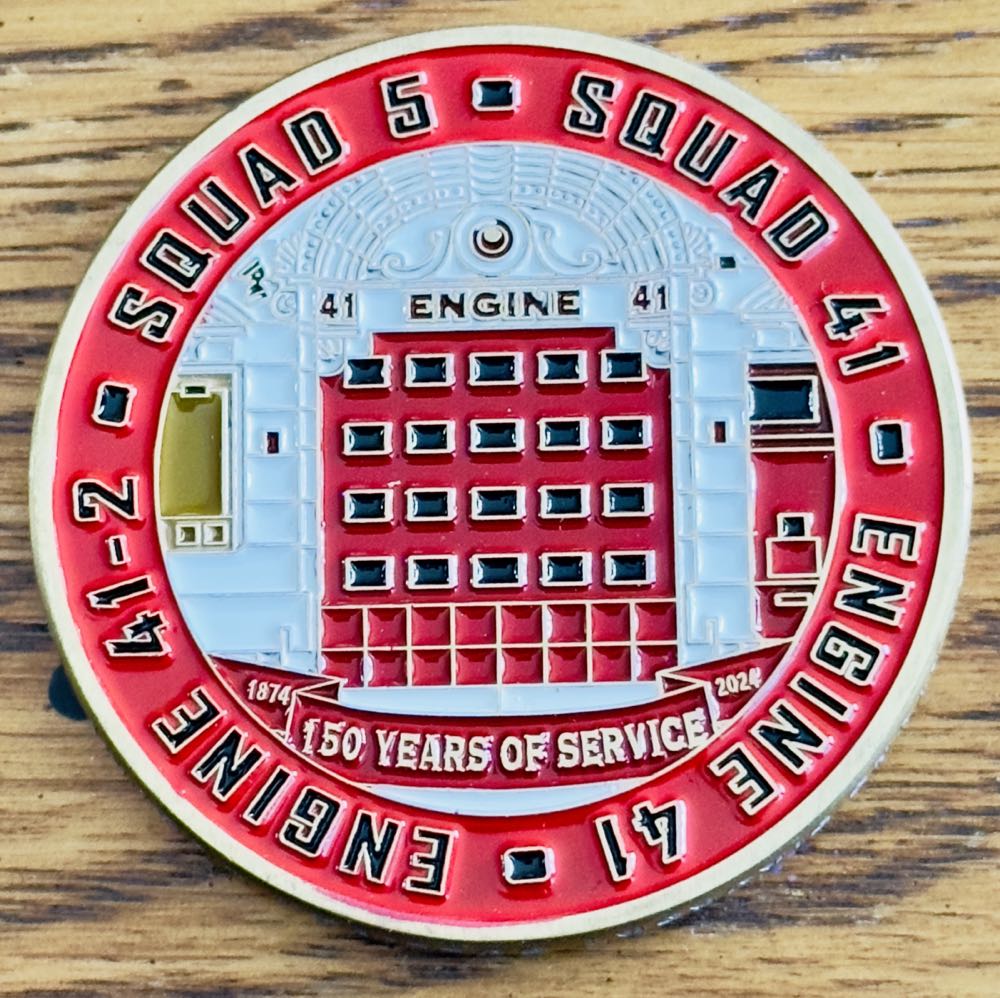 SQUAD 5 ▪ SQUAD 41 ▪ ENGINE 41 ▪ ENGINE 41-2 ▪
41 ENGINE 41
1874 2024
150 YEARS OF SERVICE